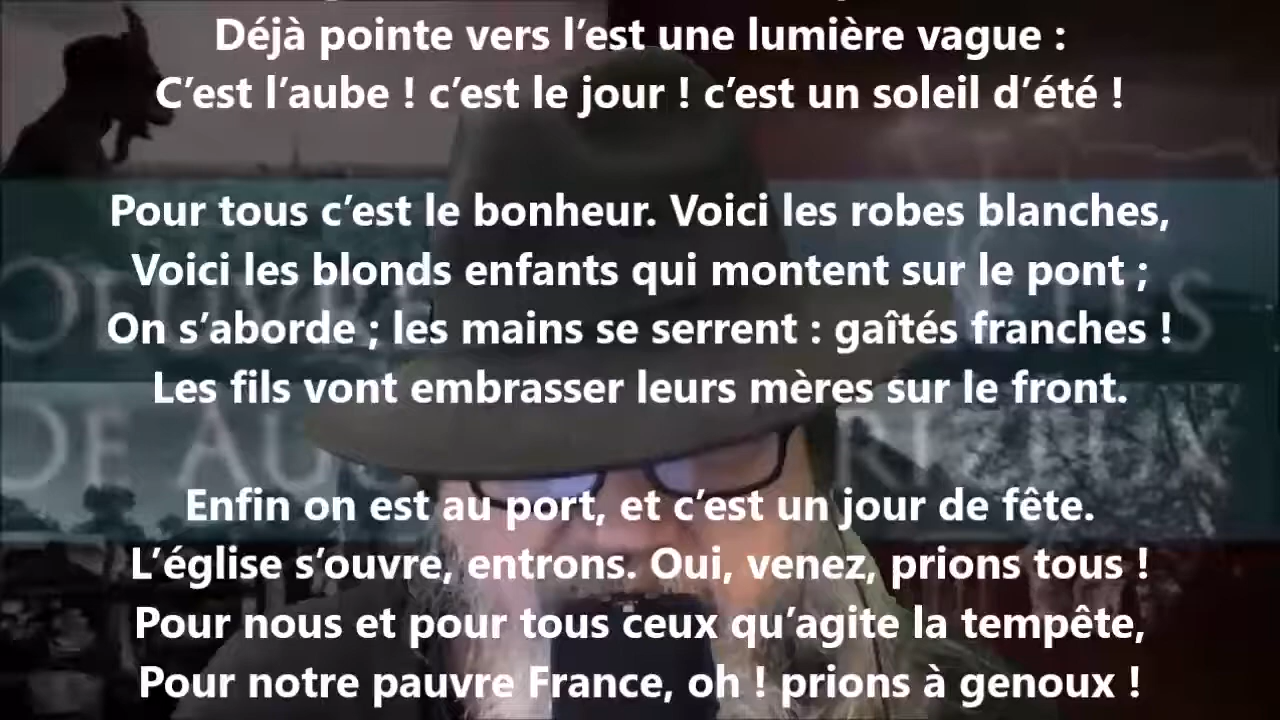 Déjà pointe vers l’est une lumière vague :
C’est l’aube ! c’est le jour ! c’est un soleil d’été !
Pour tous c’est le bonheur. Voici les robes blanches,
Voici les blonds enfants qui montent sur le pont ;
On s’aborde ; les mains se serrent : gaîtés franches !
Les fils vont embrasser leurs mères sur le front.
Enfin on est au port, et c’est un jour de fête.
L’église s’ouvre, entrons. Oui, venez, prions tous !
Pour nous et pour tous ceux qu’agite la tempête,
Pour notre pauvre France, oh ! prions à genoux !